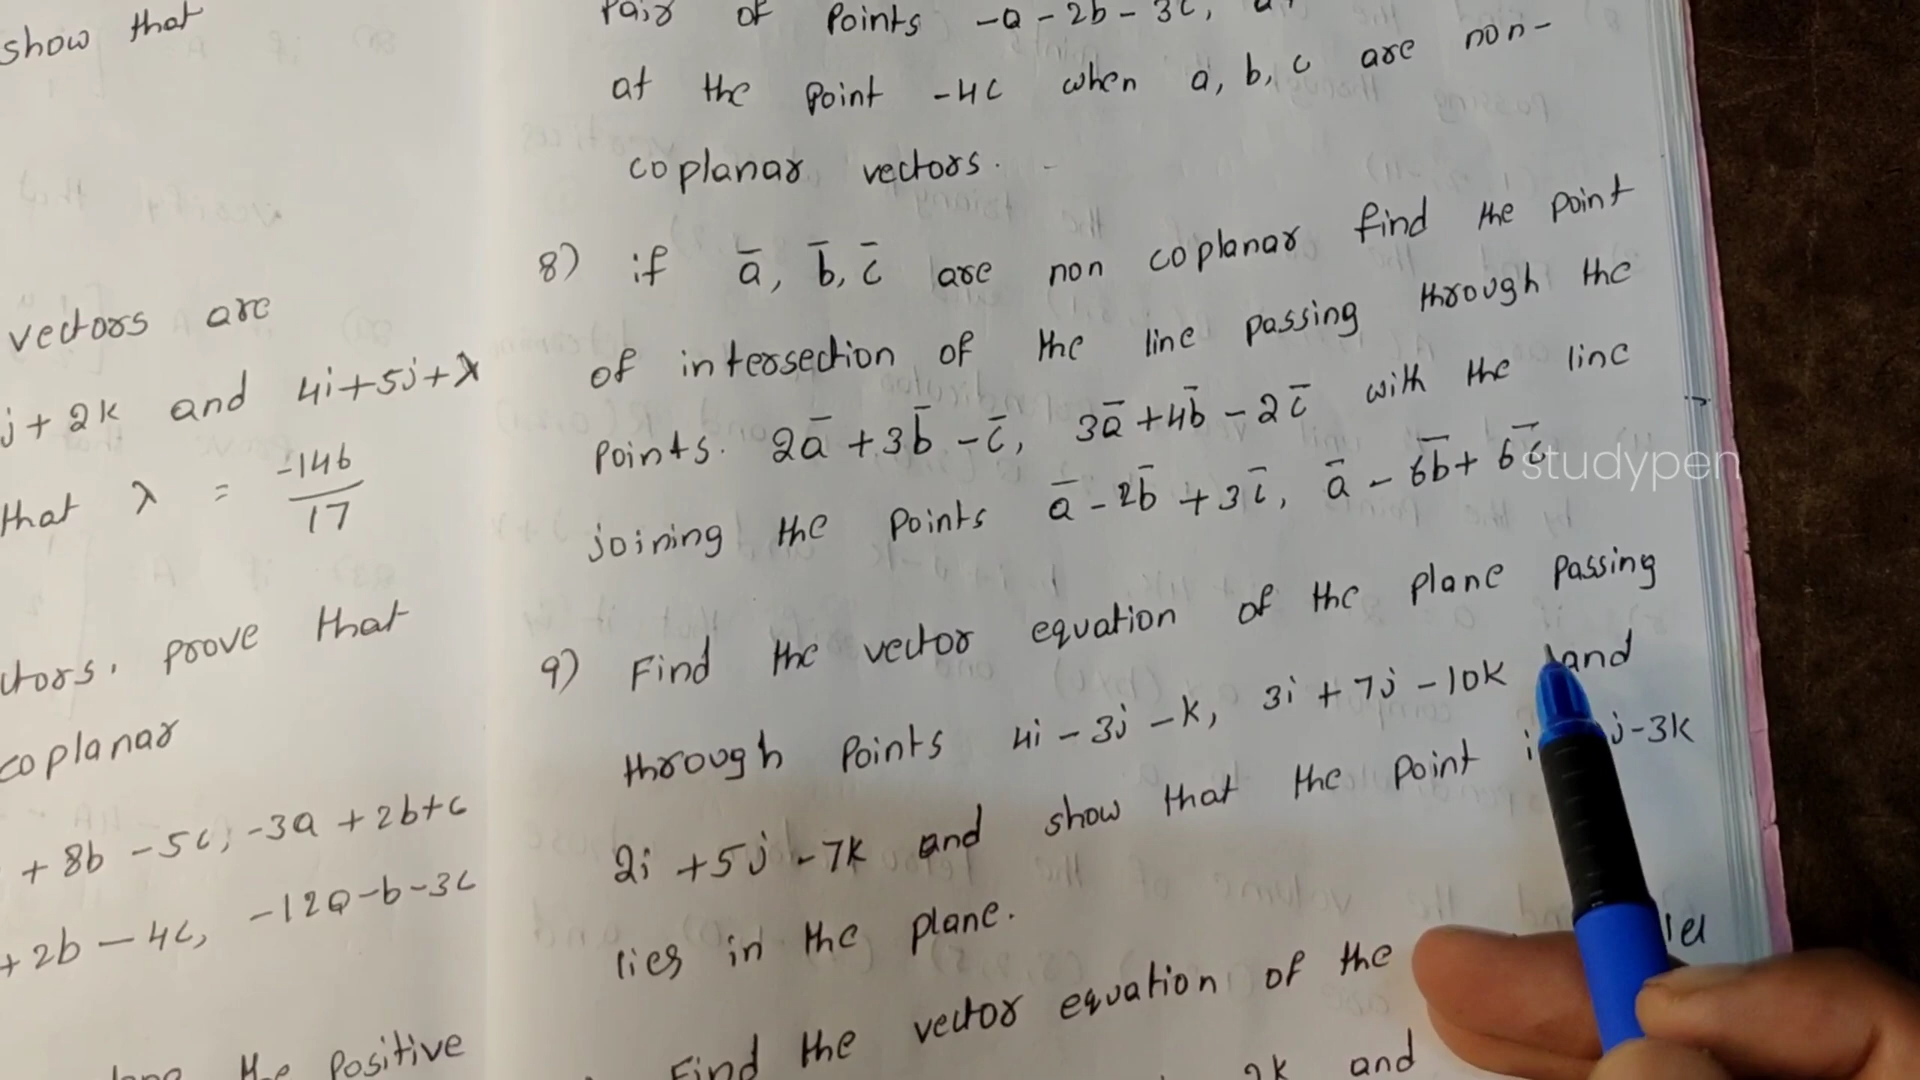 show that
vectors are
j + 2k and 4i+5j+λ
that λ = -146/17
ctors. prove that
coplanar
+ 8b - 5c, -3a + 2b+c
+ 2b - 4c, -12a-b-3c
the positive
Pair of Points -a - 2b - 3c,
at the point -4c when a, b, c are non-
coplanar vectors.
8) if a̅, b̅, c̅ are non coplanar find the point
of intersection of the line passing through the
points. 2a̅ + 3b̅ - c̅, 3a̅ + 4b̅ - 2c̅ with the line
joining the points a̅ - 2b̅ + 3c̅, a̅ - 6b̅ + 6c̅
studypen
9) Find the vector equation of the plane passing
through points 4i - 3j - k, 3i + 7j - 10k and
2i + 5j - 7k and show that the point i j-3k
lies in the plane.
Find the vector equation of the
2k and